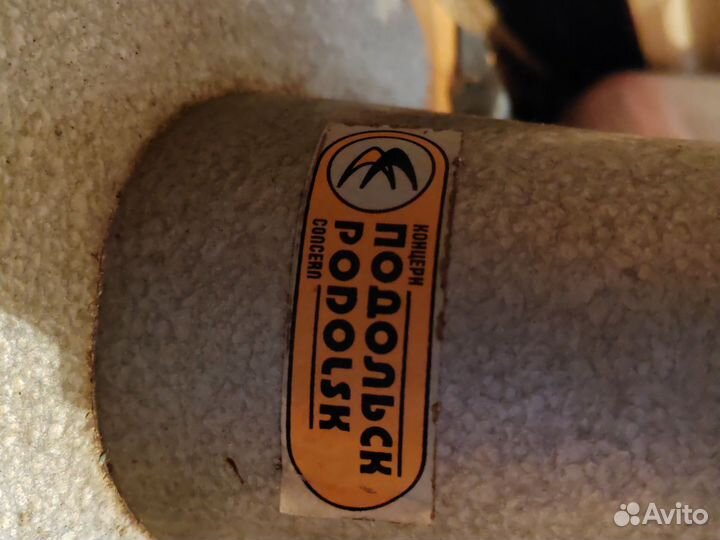 КОНЦЕРН
ПОДОЛЬСК
PODOLSK
CONCERN
Avito